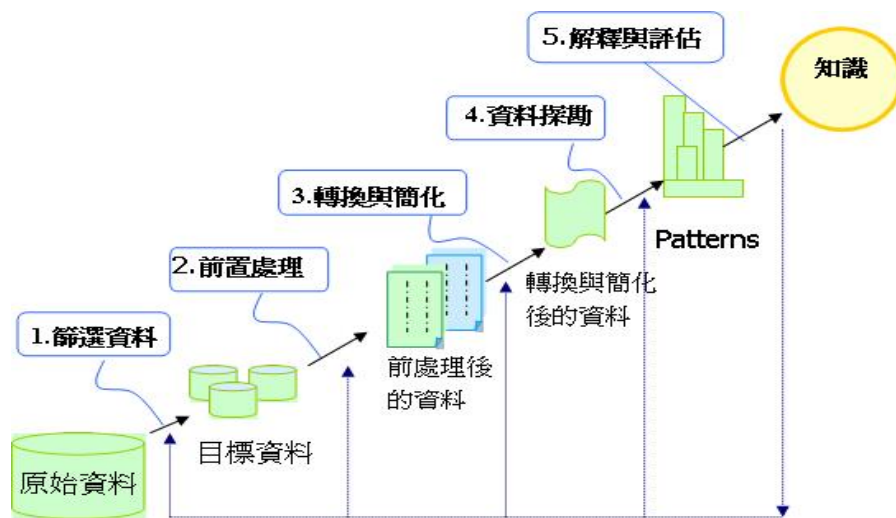 5.解釋與評估
知識
4.資料探勘
3.轉換與簡化
Patterns
2.前置處理
轉換與簡化
後的資料
1.篩選資料
前處理後
的資料
目標資料
原始資料